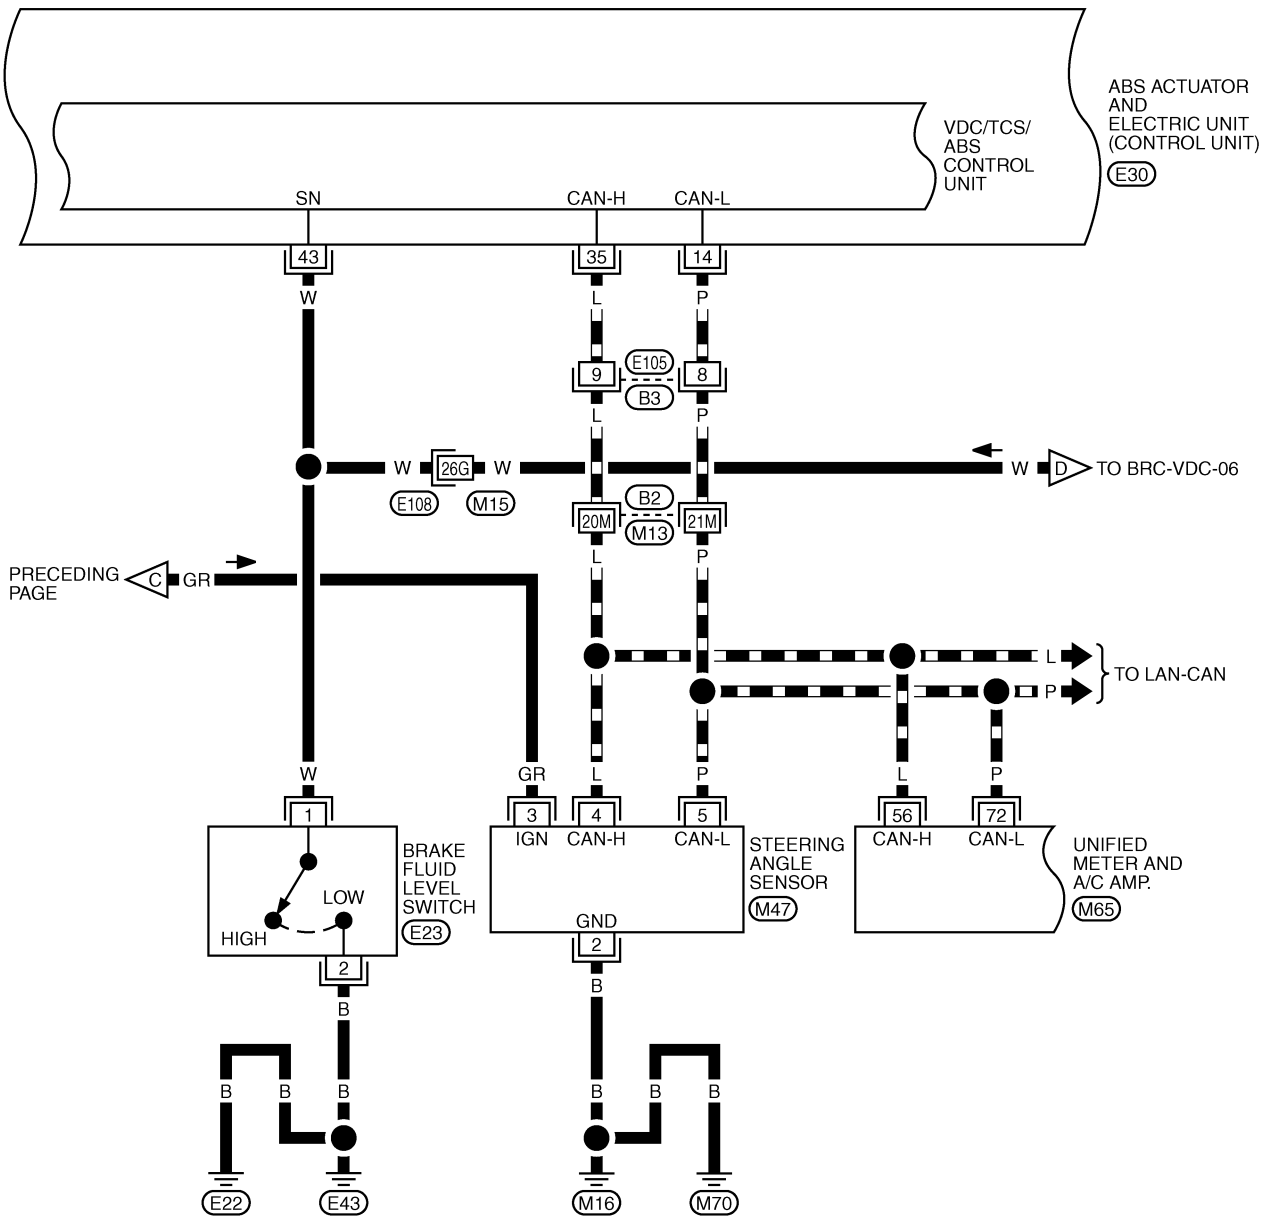 ABS ACTUATOR
AND
ELECTRIC UNIT
(CONTROL UNIT)
E30
VDC/TCS/
ABS
CONTROL
UNIT
SN
CAN-H
CAN-L
43
35
14
W
L
P
E105
9
8
B3
L
P
W
26G
W
W
D
TO BRC-VDC-06
E108
M15
B2
20M
21M
M13
L
P
PRECEDING
PAGE
C
GR
L
P
TO LAN-CAN
W
GR
L
P
L
P
1
3
4
5
56
72
IGN
CAN-H
CAN-L
CAN-H
CAN-L
BRAKE
FLUID
LEVEL
SWITCH
E23
LOW
HIGH
STEERING
ANGLE
SENSOR
M47
UNIFIED
METER AND
A/C AMP.
M65
GND
2
2
B
B
B
B
B
B
B
B
E22
E43
M16
M70